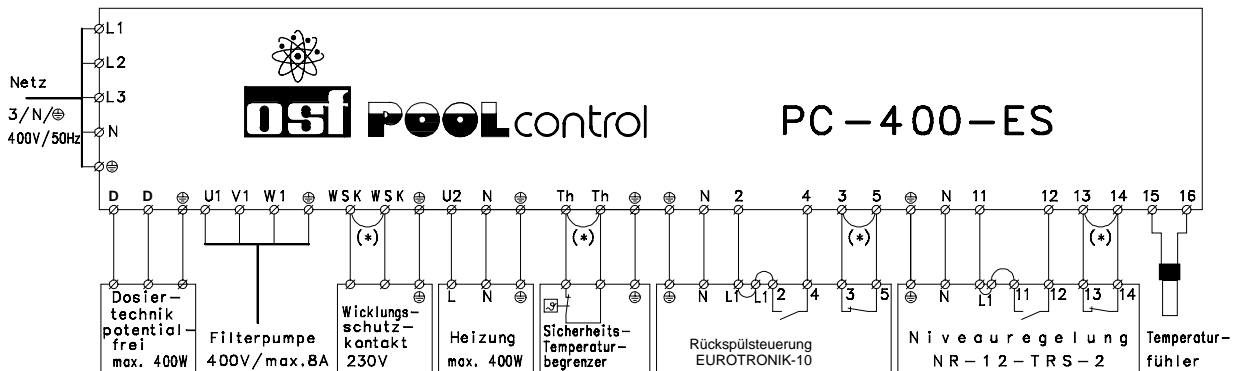 L1
L2
Netz
L3
3/N/⏚
N
400V/50Hz
⏚
osf POOLcontrol
PC-400-ES
D D ⏚ U1 V1 W1 ⏚ WSK WSK ⏚ U2 N ⏚ Th Th ⏚ ⏚ N 2 4 3 5 ⏚ N 11 12 13 14 15 16
(*) (*) (*) (*)
⏚ L N ⏚ ⏚ ⏚ N L1 L1 2 4 3 5 ⏚ N L1 11 12 13 14
Dosier-
technik
potential-
frei
max. 400W
Filterpumpe
400V/max.8A
Wicklungs-
schutz-
kontakt
230V
Heizung
max. 400W
Sicherheits-
Temperatur-
begrenzer
Rückspülsteuerung
EUROTRONIK-10
Niveauregelung
NR-12-TRS-2
Temperatur-
fühler